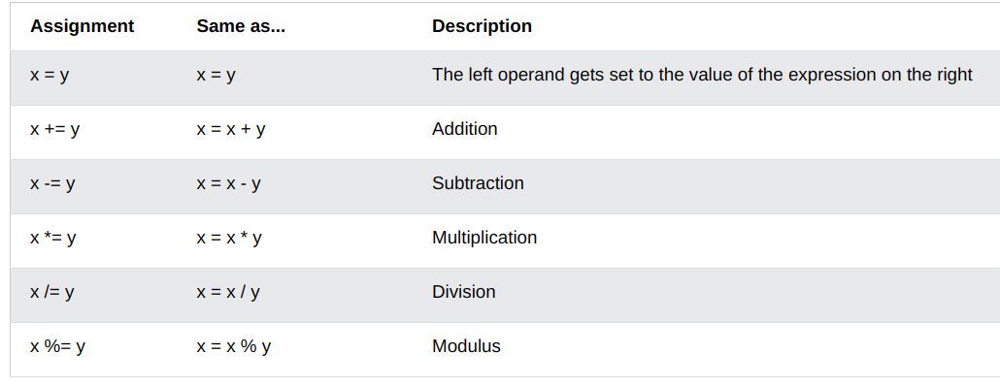 Assignment Same as... Description
x = y x = y The left operand gets set to the value of the expression on the right
x += y x = x + y Addition
x -= y x = x - y Subtraction
x *= y x = x * y Multiplication
x /= y x = x / y Division
x %= y x = x % y Modulus